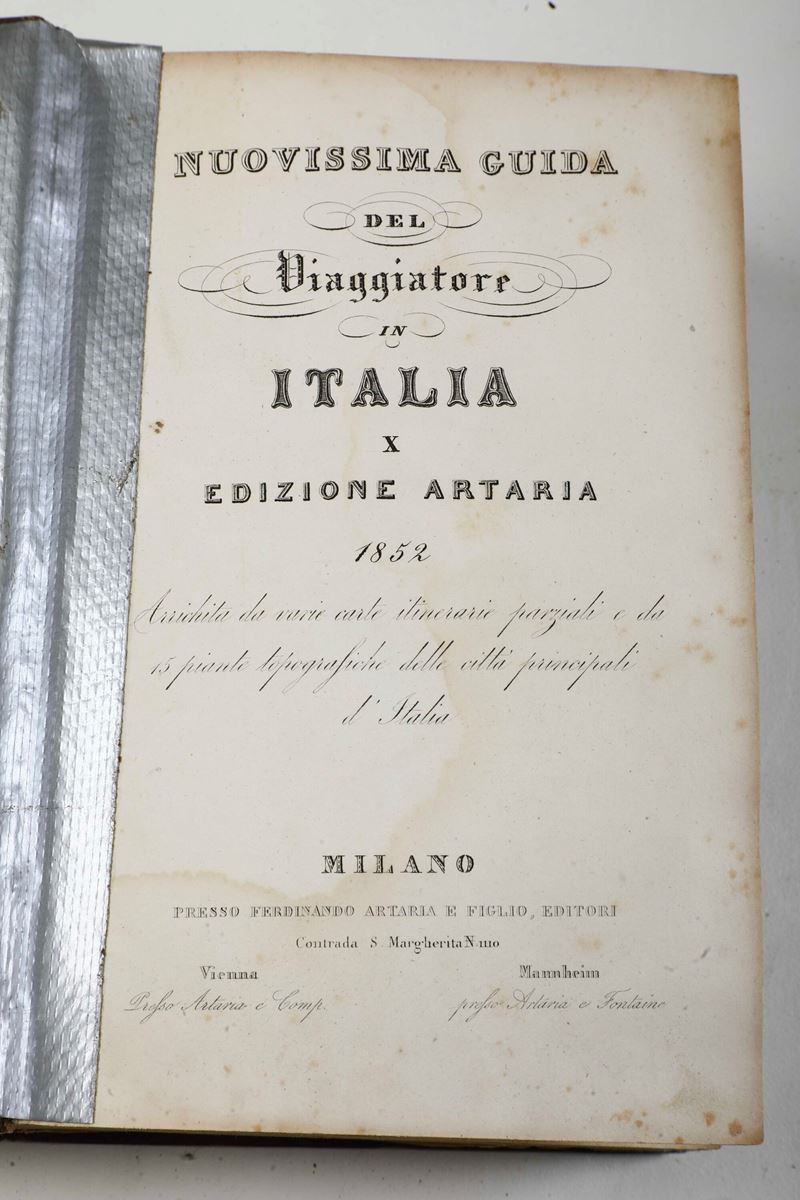 NUOVISSIMA GUIDA
DEL
Viaggiatore
IN
ITALIA
X
EDIZIONE ARTARIA
1852
Arrichita da varie carte itinerarie parziali e da
15 piante topografiche delle città principali
d'Italia
MILANO
PRESSO FERDINANDO ARTARIA E FIGLIO, EDITORI
Contrada S. Margherita N. 1110
Vienna
Presso Artaria e Comp.
Mannheim
presso Artaria e Fontaine